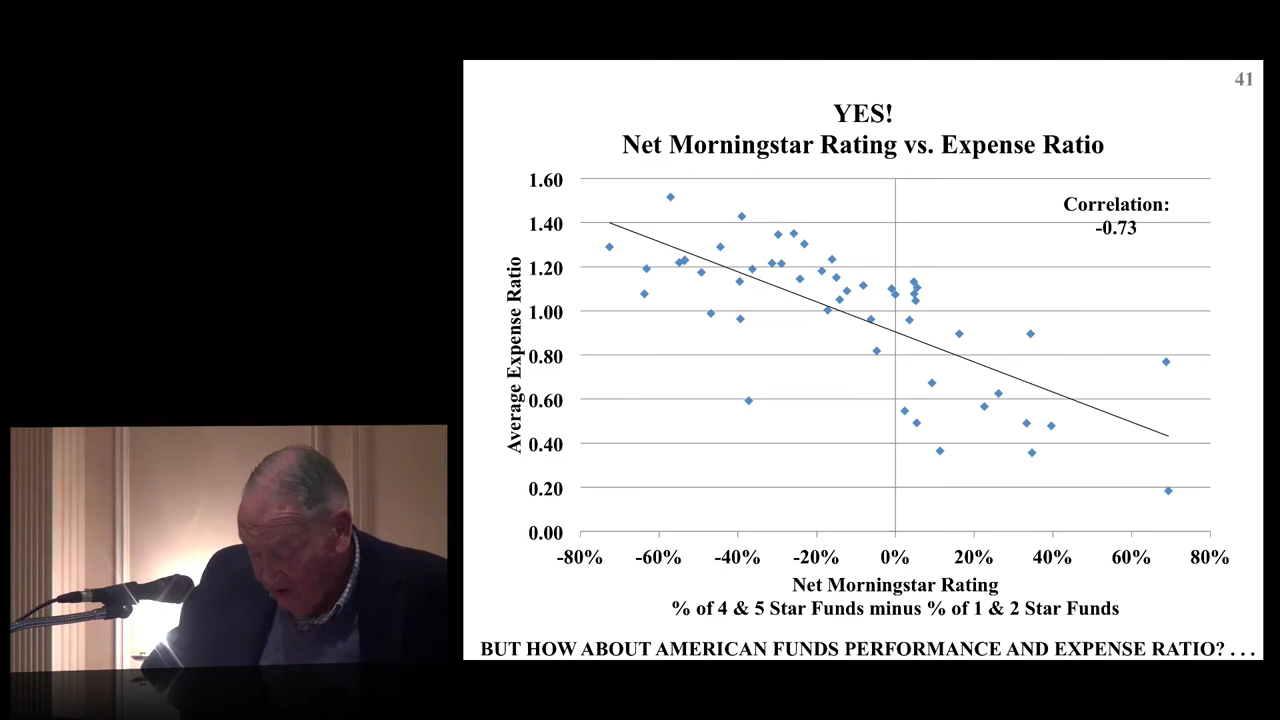 41
YES!
Net Morningstar Rating vs. Expense Ratio
Correlation:
-0.73
Average Expense Ratio
1.60
1.40
1.20
1.00
0.80
0.60
0.40
0.20
0.00
-80% -60% -40% -20% 0% 20% 40% 60% 80%
Net Morningstar Rating
% of 4 & 5 Star Funds minus % of 1 & 2 Star Funds
BUT HOW ABOUT AMERICAN FUNDS PERFORMANCE AND EXPENSE RATIO? . . .